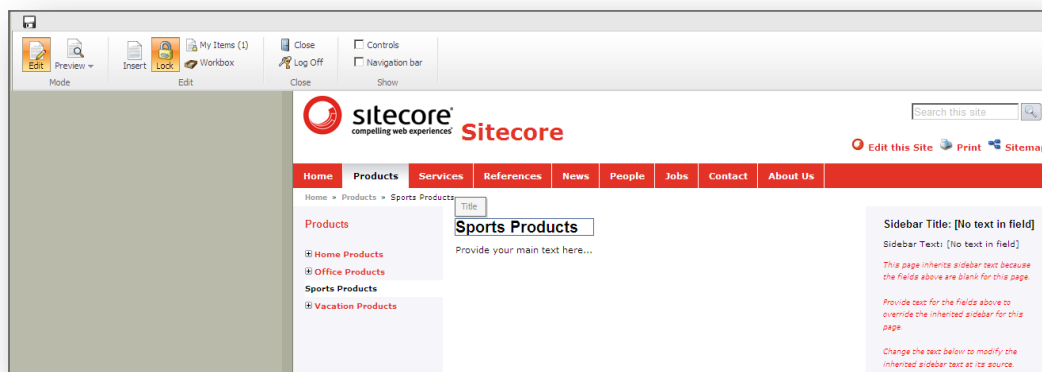 My Items (1)
Close
Controls
Edit
Preview
Insert
Lock
Workbox
Log Off
Navigation bar
Mode
Edit
Close
Show
sitecore
compelling web experiences
Sitecore
Search this site
Edit this Site Print Sitemap
Home Products Services References News People Jobs Contact About Us
Home » Products » Sports Products
Title
Products
Sports Products
Provide your main text here...
Home Products
Office Products
Sports Products
Vacation Products
Sidebar Title: [No text in field]
Sidebar Text: [No text in field]
This page inherits sidebar text because
the fields above are blank for this page.
Provide text for the fields above to
override the inherited sidebar for this
page.
Change the text below to modify the
inherited sidebar text at its source.